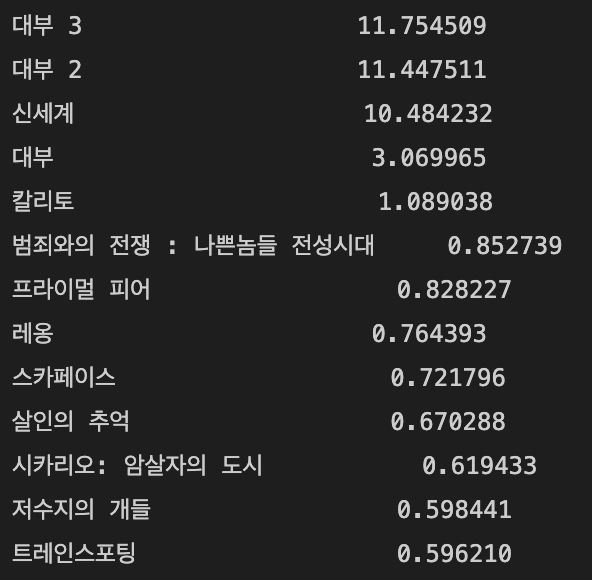 대부 3 11.754509
대부 2 11.447511
신세계 10.484232
대부 3.069965
칼리토 1.089038
범죄와의 전쟁 : 나쁜놈들 전성시대 0.852739
프라이멀 피어 0.828227
레옹 0.764393
스카페이스 0.721796
살인의 추억 0.670288
시카리오: 암살자의 도시 0.619433
저수지의 개들 0.598441
트레인스포팅 0.596210